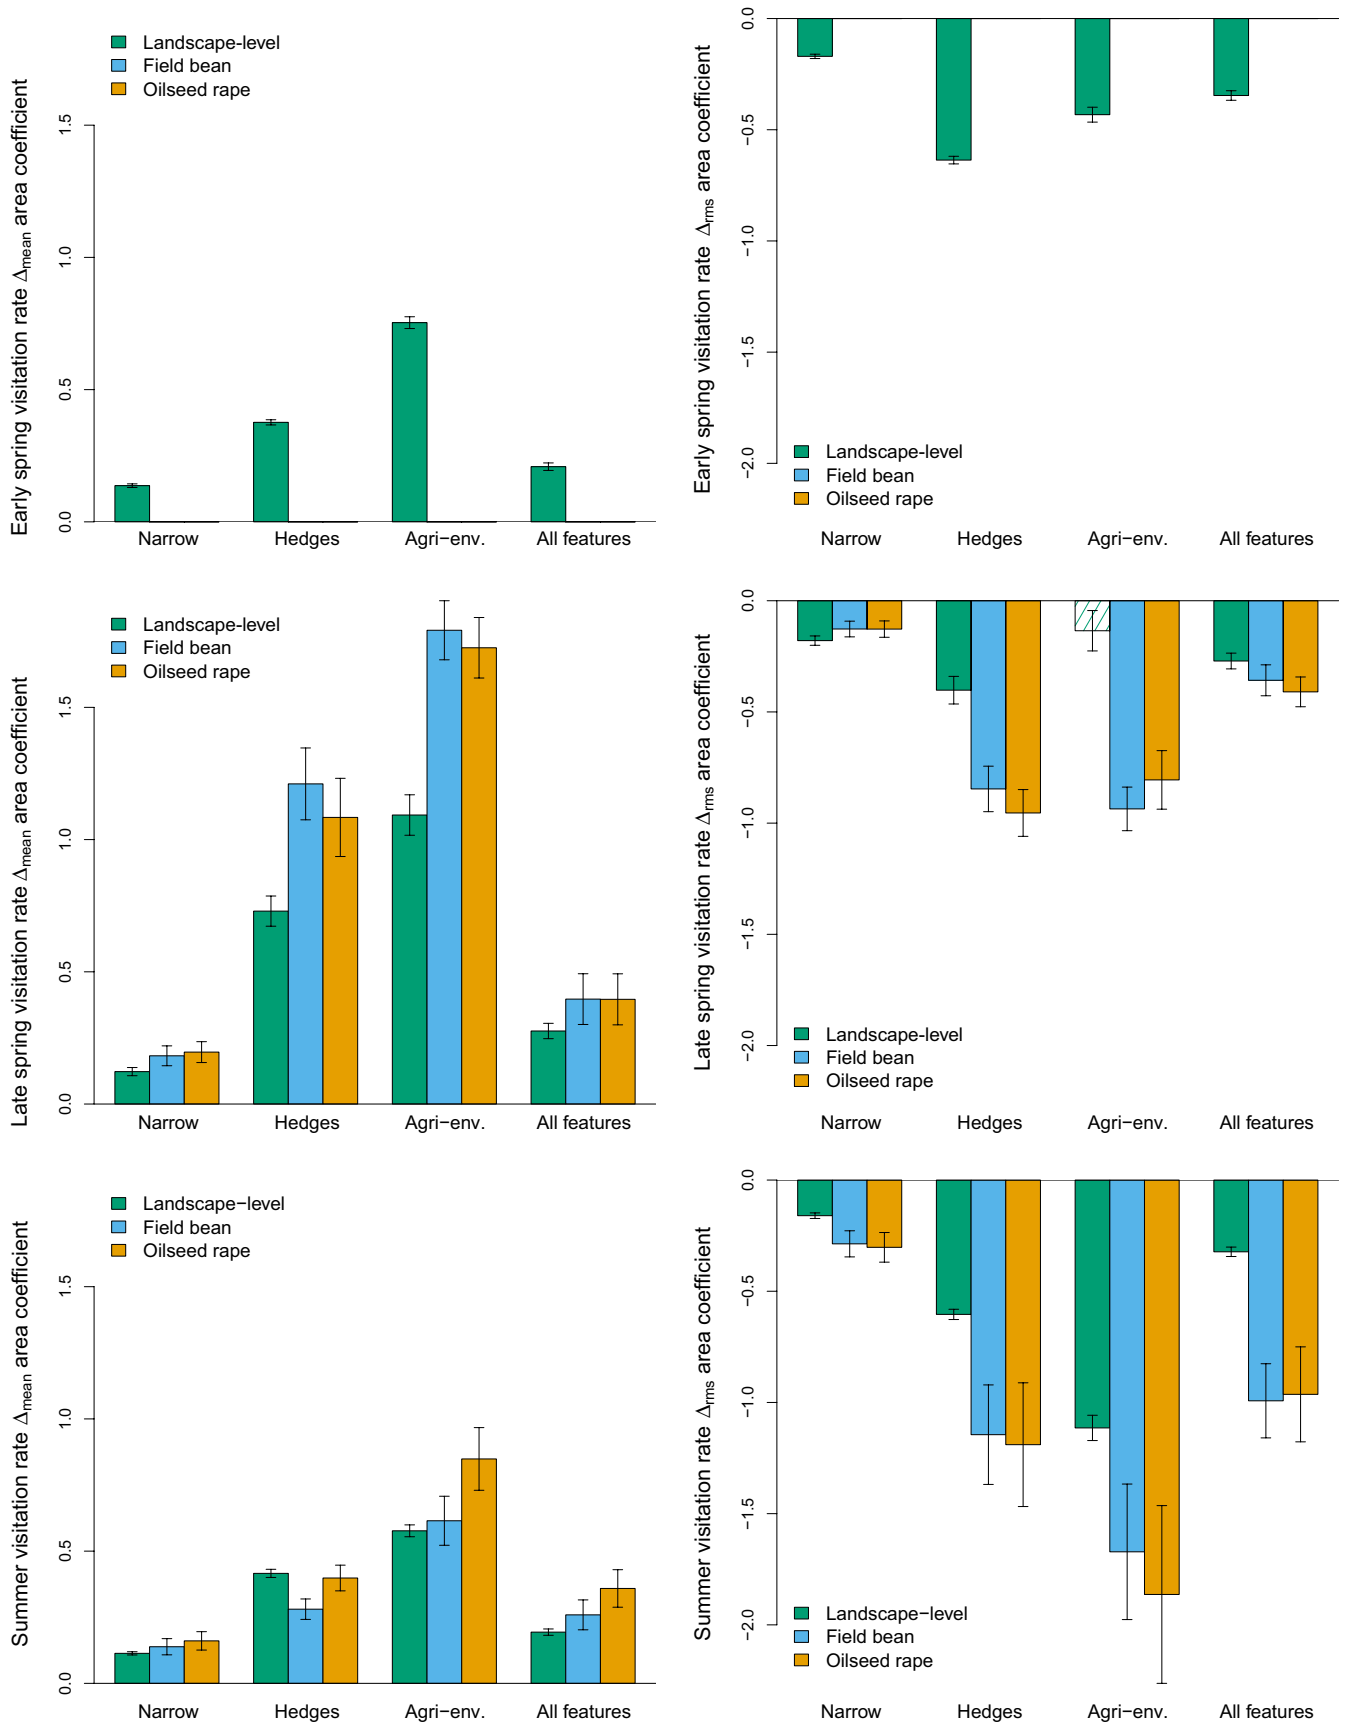 Landscape-level
Field bean
Oilseed rape
Early spring visitation rate Δmean area coefficient
1.5
1.0
0.5
0.0
Narrow Hedges Agri−env. All features
Early spring visitation rate Δrms area coefficient
0.0
−0.5
−1.0
−1.5
−2.0
Landscape-level
Field bean
Oilseed rape
Narrow Hedges Agri−env. All features
Landscape-level
Field bean
Oilseed rape
Late spring visitation rate Δmean area coefficient
1.5
1.0
0.5
0.0
Narrow Hedges Agri−env. All features
Late spring visitation rate Δrms area coefficient
0.0
−0.5
−1.0
−1.5
−2.0
Landscape-level
Field bean
Oilseed rape
Narrow Hedges Agri−env. All features
Landscape−level
Field bean
Oilseed rape
Summer visitation rate Δmean area coefficient
1.5
1.0
0.5
0.0
Narrow Hedges Agri−env. All features
Summer visitation rate Δrms area coefficient
0.0
−0.5
−1.0
−1.5
−2.0
Landscape−level
Field bean
Oilseed rape
Narrow Hedges Agri−env. All features